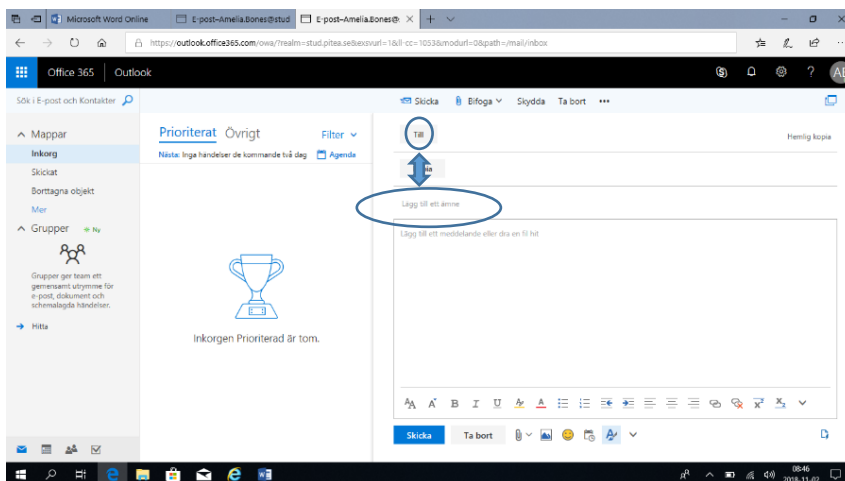 Microsoft Word Online
E-post–Amelia.Bones@stud
E-post–Amelia.Bones@
https://outlook.office365.com/owa/?realm=stud.pitea.se&exsvurl=1&ll-cc=1053&modurl=0&path=/mail/inbox
Office 365 Outlook
Sök i E-post och Kontakter
Skicka Bifoga Skydda Ta bort
Mappar
Inkorg
Skickat
Borttagna objekt
Mer
Grupper Ny
Grupper ger team ett
gemensamt utrymme för
e-post, dokument och
schemalagda händelser.
Hitta
Prioriterat Övrigt Filter
Nästa: Inga händelser de kommande två dag Agenda
Inkorgen Prioriterad är tom.
Till
Hemlig kopia
Lägg till ett ämne
Lägg till ett meddelande eller dra en fil hit
Skicka Ta bort
08:46
2018-11-02